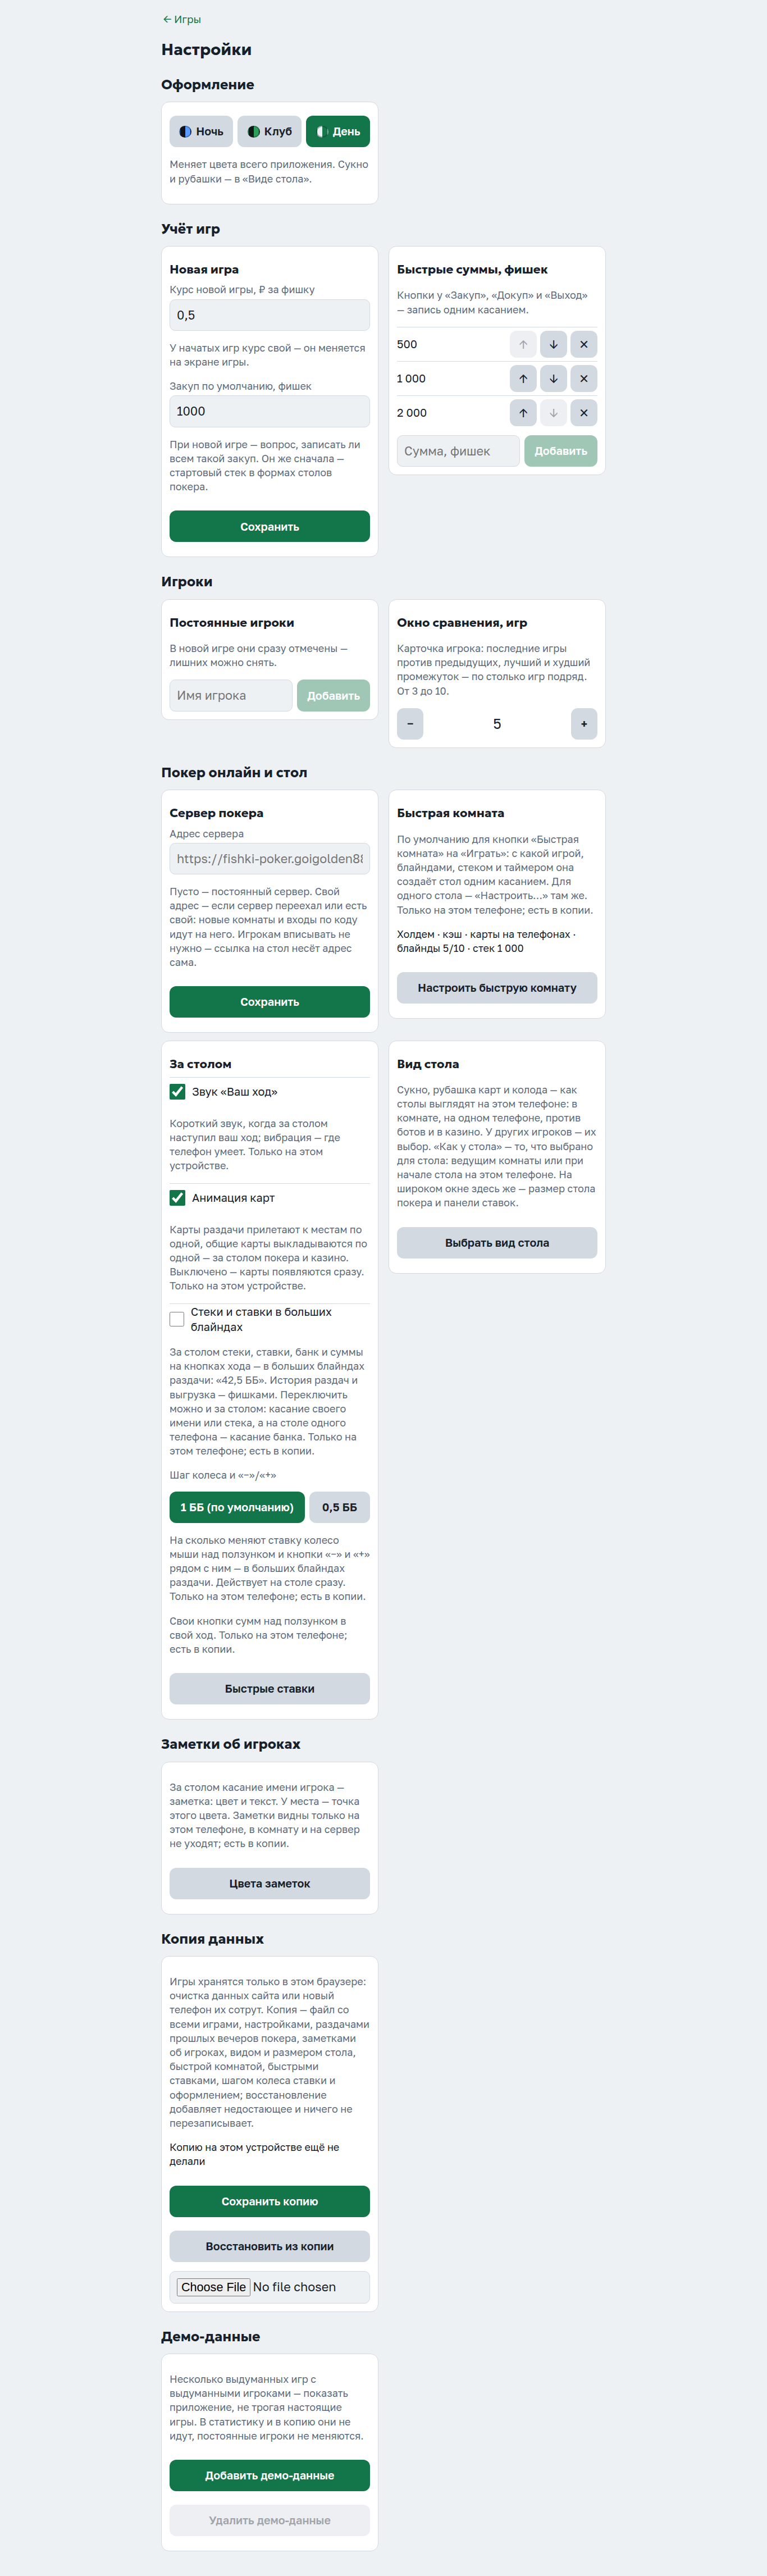 ← Игры
Настройки
Оформление
Ночь
Клуб
День
Меняет цвета всего приложения. Сукно
и рубашки — в «Виде стола».
Учёт игр
Новая игра
Курс новой игры, ₽ за фишку
0,5
У начатых игр курс свой — он меняется
на экране игры.
Закуп по умолчанию, фишек
1000
При новой игре — вопрос, записать ли
всем такой закуп. Он же сначала —
стартовый стек в формах столов
покера.
Сохранить
Быстрые суммы, фишек
Кнопки у «Закуп», «Докуп» и «Выход»
— запись одним касанием.
500 ↑ ↓ ✕
1 000 ↑ ↓ ✕
2 000 ↑ ↓ ✕
Сумма, фишек
Добавить
Игроки
Постоянные игроки
В новой игре они сразу отмечены —
лишних можно снять.
Имя игрока
Добавить
Окно сравнения, игр
Карточка игрока: последние игры
против предыдущих, лучший и худший
промежуток — по столько игр подряд.
От 3 до 10.
− 5 +
Покер онлайн и стол
Сервер покера
Адрес сервера
https://fishki-poker.goigolden88
Пусто — постоянный сервер. Свой
адрес — если сервер переехал или есть
свой: новые комнаты и входы по коду
идут на него. Игрокам вписывать не
нужно — ссылка на стол несёт адрес
сама.
Сохранить
Быстрая комната
По умолчанию для кнопки «Быстрая
комната» на «Играть»: с какой игрой,
блайндами, стеком и таймером она
создаёт стол одним касанием. Для
одного стола — «Настроить…» там же.
Только на этом телефоне; есть в копии.
Холдем · кэш · карты на телефонах ·
блайнды 5/10 · стек 1 000
Настроить быструю комнату
За столом
Звук «Ваш ход»
Короткий звук, когда за столом
наступил ваш ход; вибрация — где
телефон умеет. Только на этом
устройстве.
Анимация карт
Карты раздачи прилетают к местам по
одной, общие карты выкладываются по
одной — за столом покера и казино.
Выключено — карты появляются сразу.
Только на этом устройстве.
Стеки и ставки в больших
блайндах
За столом стеки, ставки, банк и суммы
на кнопках хода — в больших блайндах
раздачи: «42,5 ББ». История раздач и
выгрузка — фишками. Переключить
можно и за столом: касание своего
имени или стека, а на столе одного
телефона — касание банка. Только на
этом телефоне; есть в копии.
Шаг колеса и «−»/«+»
1 ББ (по умолчанию)
0,5 ББ
На сколько меняют ставку колесо
мыши над ползунком и кнопки «−» и «+»
рядом с ним — в больших блайндах
раздачи. Действует на столе сразу.
Только на этом телефоне; есть в копии.
Свои кнопки сумм над ползунком в
свой ход. Только на этом телефоне;
есть в копии.
Быстрые ставки
Вид стола
Сукно, рубашка карт и колода — как
столы выглядят на этом телефоне: в
комнате, на одном телефоне, против
ботов и в казино. У других игроков — их
выбор. «Как у стола» — то, что выбрано
для стола: ведущим комнаты или при
начале стола на этом телефоне. На
широком окне здесь же — размер стола
покера и панели ставок.
Выбрать вид стола
Заметки об игроках
За столом касание имени игрока —
заметка: цвет и текст. У места — точка
этого цвета. Заметки видны только на
этом телефоне, в комнату и на сервер
не уходят; есть в копии.
Цвета заметок
Копия данных
Игры хранятся только в этом браузере:
очистка данных сайта или новый
телефон их сотрут. Копия — файл со
всеми играми, настройками, раздачами
прошлых вечеров покера, заметками
об игроках, видом и размером стола,
быстрой комнатой, быстрыми
ставками, шагом колеса ставки и
оформлением; восстановление
добавляет недостающее и ничего не
перезаписывает.
Копию на этом устройстве ещё не
делали
Сохранить копию
Восстановить из копии
Choose File No file chosen
Демо-данные
Несколько выдуманных игр с
выдуманными игроками — показать
приложение, не трогая настоящие
игры. В статистику и в копию они не
идут, постоянные игроки не меняются.
Добавить демо-данные
Удалить демо-данные